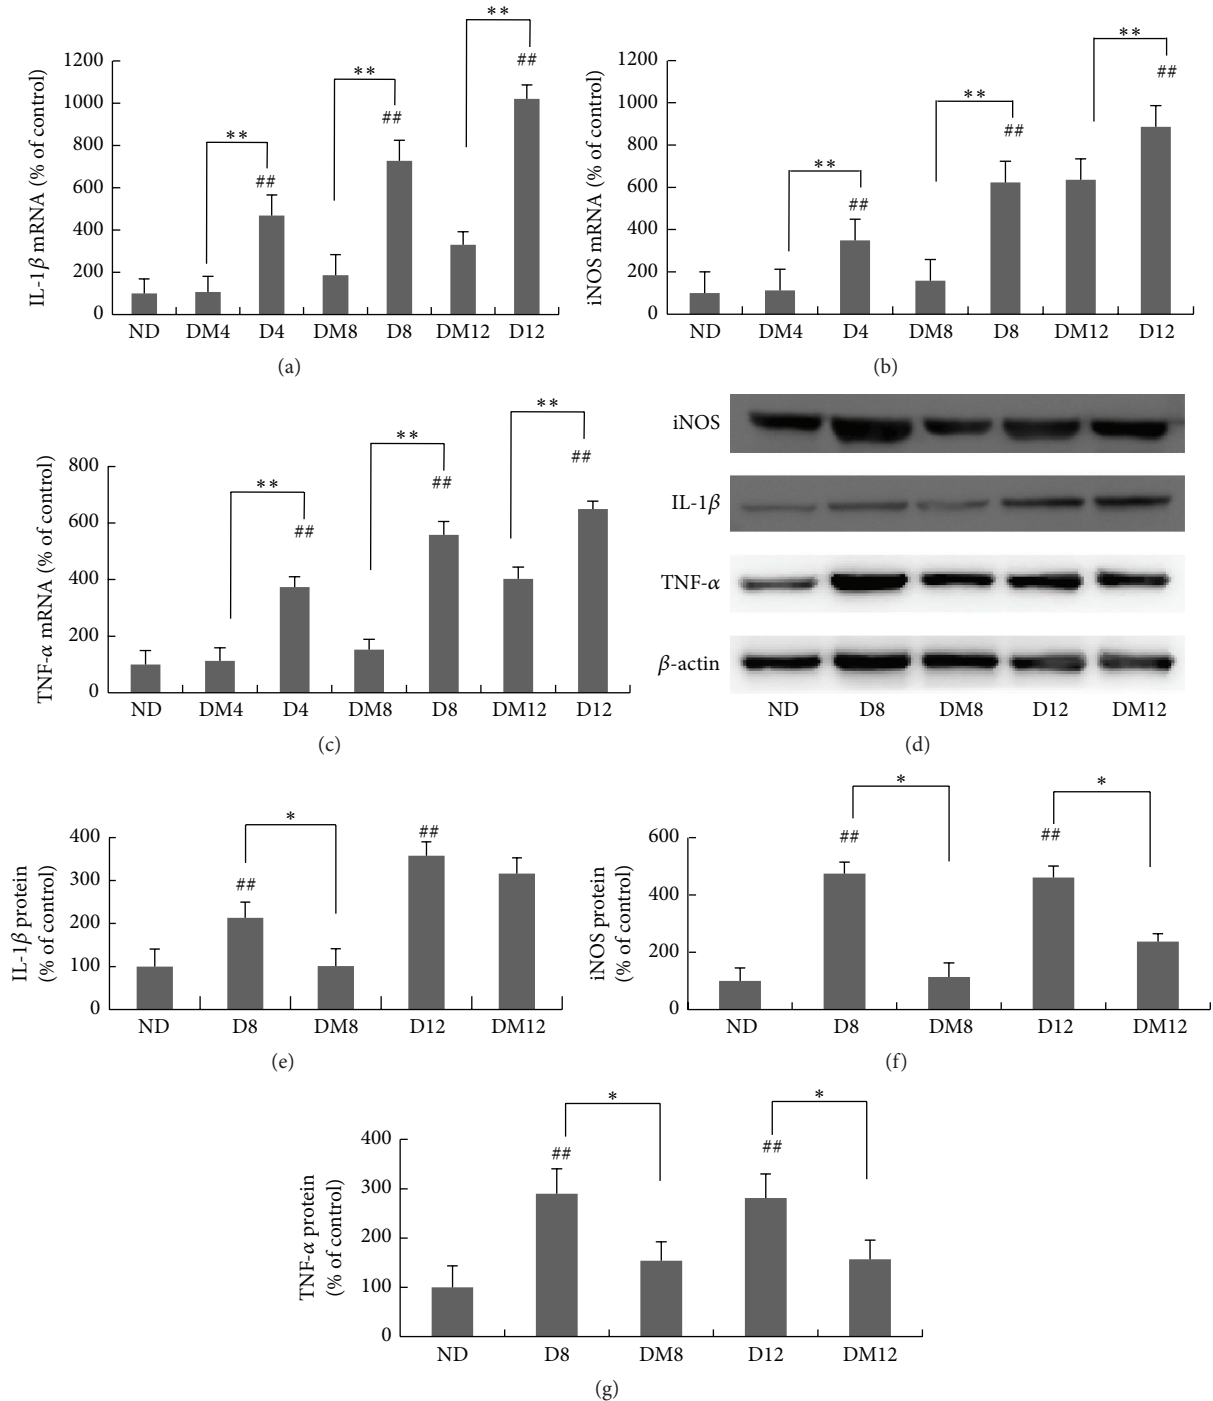 **
**
**
##
##
##
IL-1β mRNA (% of control)
1200
1000
800
600
400
200
0
ND DM4 D4 DM8 D8 DM12 D12
(a)
**
**
**
##
##
##
iNOS mRNA (% of control)
1200
1000
800
600
400
200
0
ND DM4 D4 DM8 D8 DM12 D12
(b)
**
**
**
##
##
##
TNF-α mRNA (% of control)
800
600
400
200
0
ND DM4 D4 DM8 D8 DM12 D12
(c)
iNOS
IL-1β
TNF-α
β-actin
ND D8 DM8 D12 DM12
(d)
*
##
##
IL-1β protein
(% of control)
400
300
200
100
0
ND D8 DM8 D12 DM12
(e)
*
*
##
##
iNOS protein
(% of control)
600
400
200
0
ND D8 DM8 D12 DM12
(f)
*
*
##
##
TNF-α protein
(% of control)
400
300
200
100
0
ND D8 DM8 D12 DM12
(g)